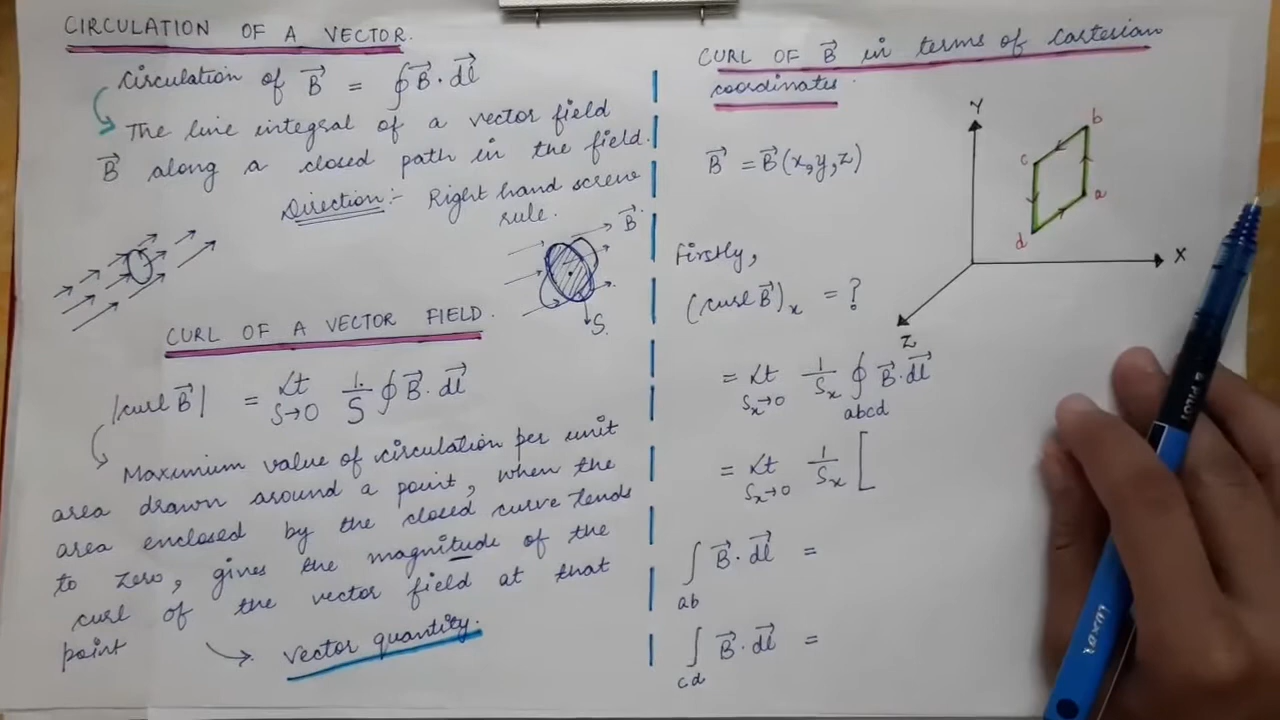 CIRCULATION OF A VECTOR.
Circulation of B⃗ = ∮B⃗ · dl⃗
The line integral of a vector field
B⃗ along a closed path in the field.
Direction :- Right hand screw
rule.
B⃗
S
CURL OF A VECTOR FIELD.
|curl B⃗| = Lt S→0 1/S ∮ B⃗ · dl⃗
Maximum value of circulation per unit
area drawn around a point, when the
area enclosed by the closed curve tends
to zero, gives the magnitude of the
curl of the vector field at that
point
vector quantity.
CURL OF B⃗ in terms of cartesian
coordinates.
B⃗ = B⃗(x,y,z)
Y
b
c
a
d
X
Z
Firstly,
(curl B⃗)x = ?
= Lt Sx→0 1/Sx ∮ abcd B⃗ · dl⃗
= Lt Sx→0 1/Sx [
∫ ab B⃗ · dl⃗ =
∫ cd B⃗ · dl⃗ =
PILOT
LUXOR